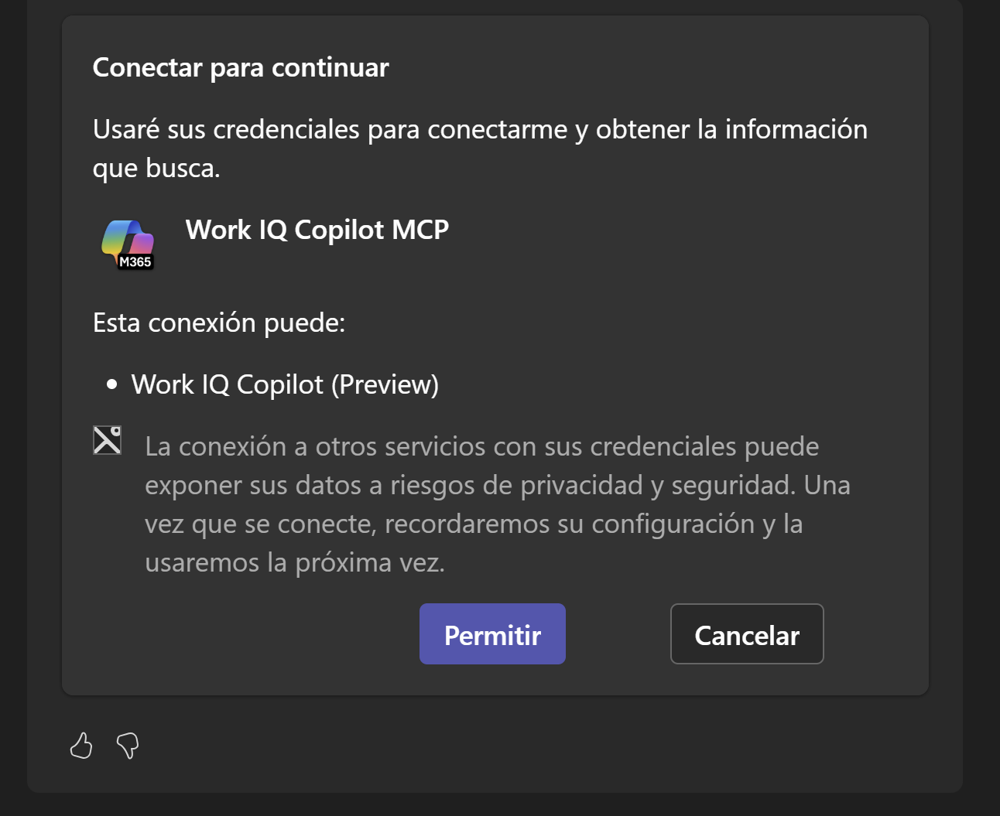 Conectar para continuar
Usaré sus credenciales para conectarme y obtener la información
que busca.
Work IQ Copilot MCP
M365
Esta conexión puede:
• Work IQ Copilot (Preview)
La conexión a otros servicios con sus credenciales puede
exponer sus datos a riesgos de privacidad y seguridad. Una
vez que se conecte, recordaremos su configuración y la
usaremos la próxima vez.
Permitir
Cancelar